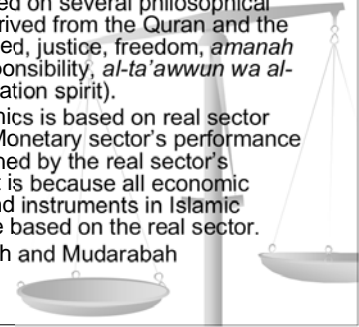 ed on several philosophical
rived from the Quran and the
ed, justice, freedom, amanah
onsibility, al-ta'awwun wa al-
ation spirit).
nics is based on real sector
Monetary sector's performance
ned by the real sector's
t is because all economic
nd instruments in Islamic
e based on the real sector.
h and Mudarabah